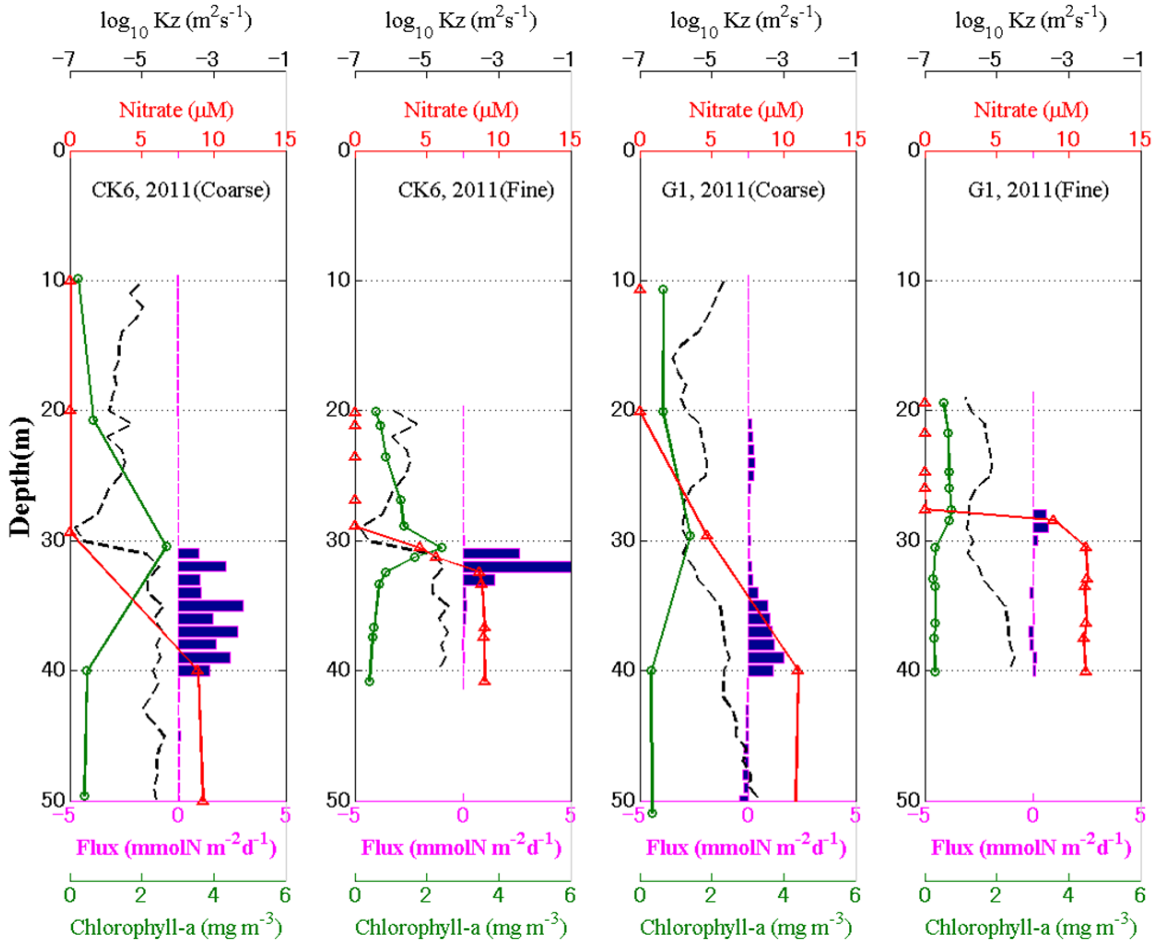 log10 Kz (m²s⁻¹) log10 Kz (m²s⁻¹) log10 Kz (m²s⁻¹) log10 Kz (m²s⁻¹)
−7 −5 −3 −1 −7 −5 −3 −1 −7 −5 −3 −1 −7 −5 −3 −1
Nitrate (μM) Nitrate (μM) Nitrate (μM) Nitrate (μM)
0 5 10 15 0 5 10 15 0 5 10 15 0 5 10 15
0 0 0 0
CK6, 2011(Coarse) CK6, 2011(Fine) G1, 2011(Coarse) G1, 2011(Fine)
10 10 10 10
20 20 20 20
Depth(m)
30 30 30 30
40 40 40 40
50 50 50 50
−5 0 5 −5 0 5 −5 0 5 −5 0 5
Flux (mmolN m⁻²d⁻¹) Flux (mmolN m⁻²d⁻¹) Flux (mmolN m⁻²d⁻¹) Flux (mmolN m⁻²d⁻¹)
0 2 4 6 0 2 4 6 0 2 4 6 0 2 4 6
Chlorophyll-a (mg m⁻³) Chlorophyll-a (mg m⁻³) Chlorophyll-a (mg m⁻³) Chlorophyll-a (mg m⁻³)